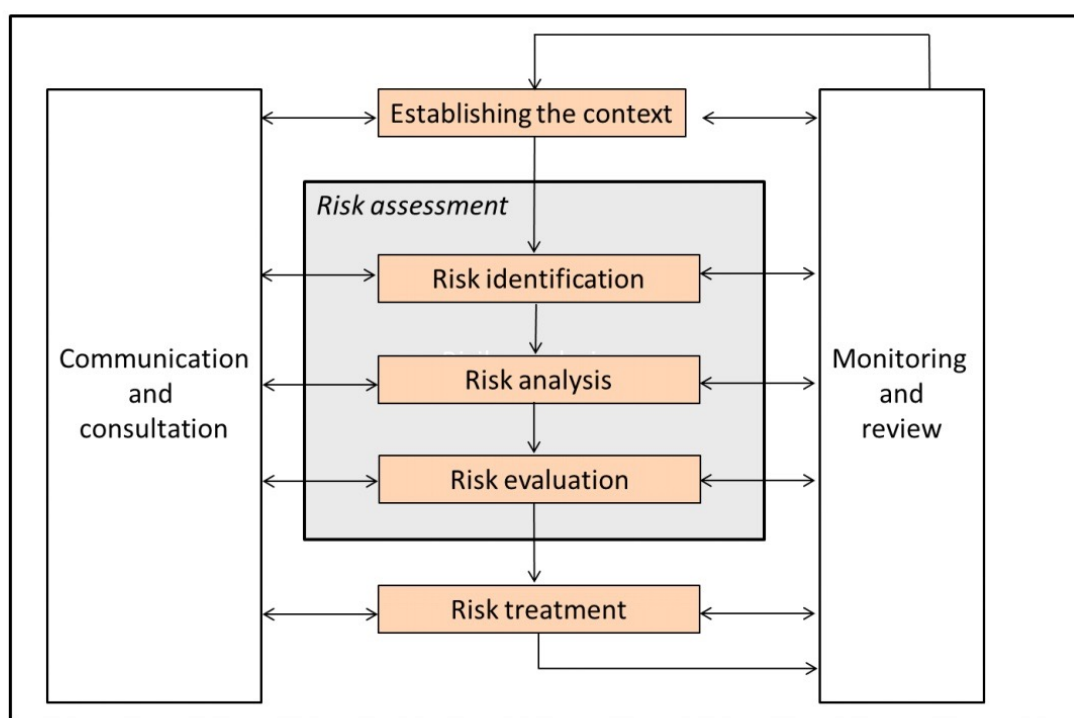 Establishing the context
Risk assessment
Risk identification
Communication
and
consultation
Risk analysis
Monitoring
and
review
Risk evaluation
Risk treatment